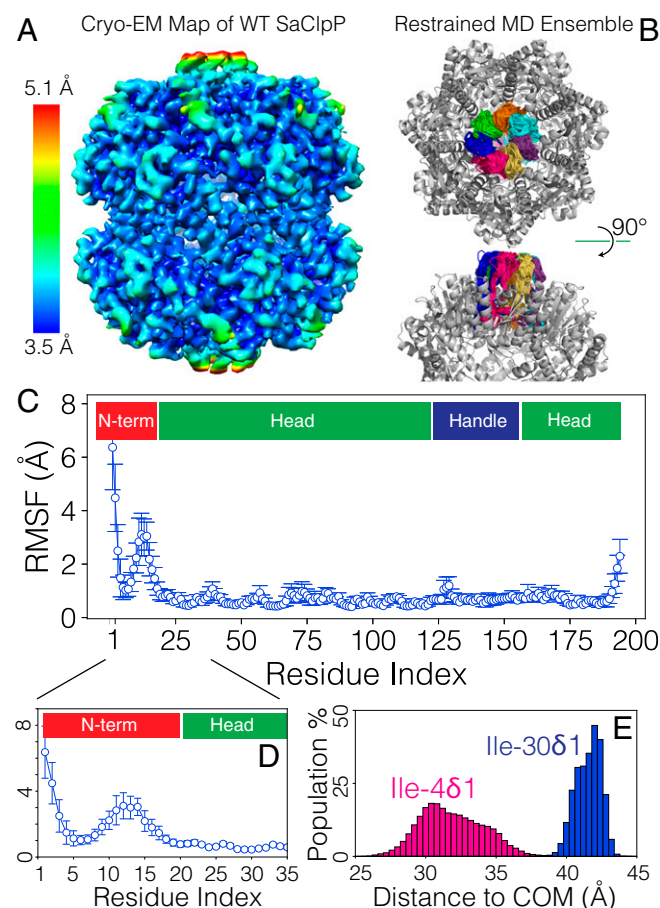 A
Cryo-EM Map of WT SaClpP
Restrained MD Ensemble
B
5.1 Å
3.5 Å
90°
C
N-term
Head
Handle
Head
RMSF (Å)
8
6
4
2
0
1
25
50
75
100
125
150
175
200
Residue Index
D
N-term
Head
8
4
0
1
5
10
15
20
25
30
35
Residue Index
E
Ile-4δ1
Ile-30δ1
Population %
50
25
0
25
30
35
40
45
Distance to COM (Å)